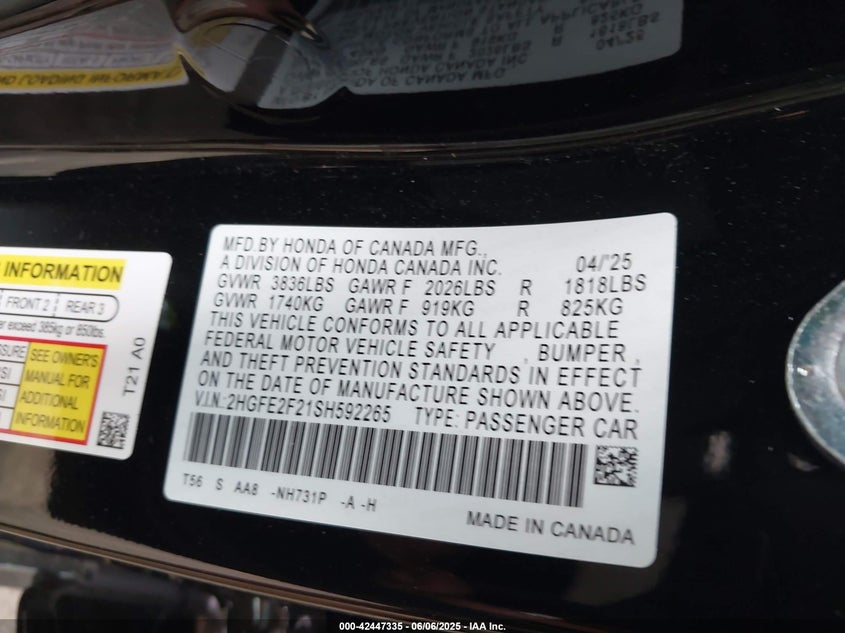 MFD.BY HONDA OF CANADA MFG.,
A DIVISION OF HONDA CANADA INC. 04/'25
GVWR 3836LBS GAWR F 2026LBS R 1818LBS
GVWR 1740KG GAWR F 919KG R 825KG
THIS VEHICLE CONFORMS TO ALL APPLICABLE
FEDERAL MOTOR VEHICLE SAFETY , BUMPER ,
AND THEFT PREVENTION STANDARDS IN EFFECT
ON THE DATE OF MANUFACTURE SHOWN ABOVE.
V.I.N.:2HGFE2F21SH592265 TYPE: PASSENGER CAR
T56 S AA8 -NH731P -A -H
MADE IN CANADA
INFORMATION
FRONT 2 REAR 3
exceed 385kg or 850lbs.
SEE OWNER'S
MANUAL FOR
ADDITIONAL
INFORMATION
T21 A0
000-42447335 - 06/06/2025 - IAA Inc.